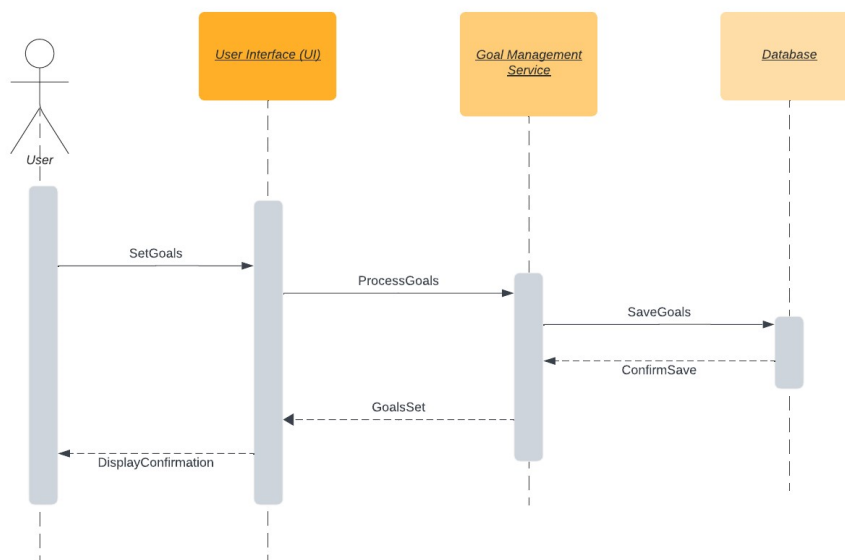 User Interface (UI)
Goal Management
Service
Database
User
SetGoals
ProcessGoals
SaveGoals
ConfirmSave
GoalsSet
DisplayConfirmation